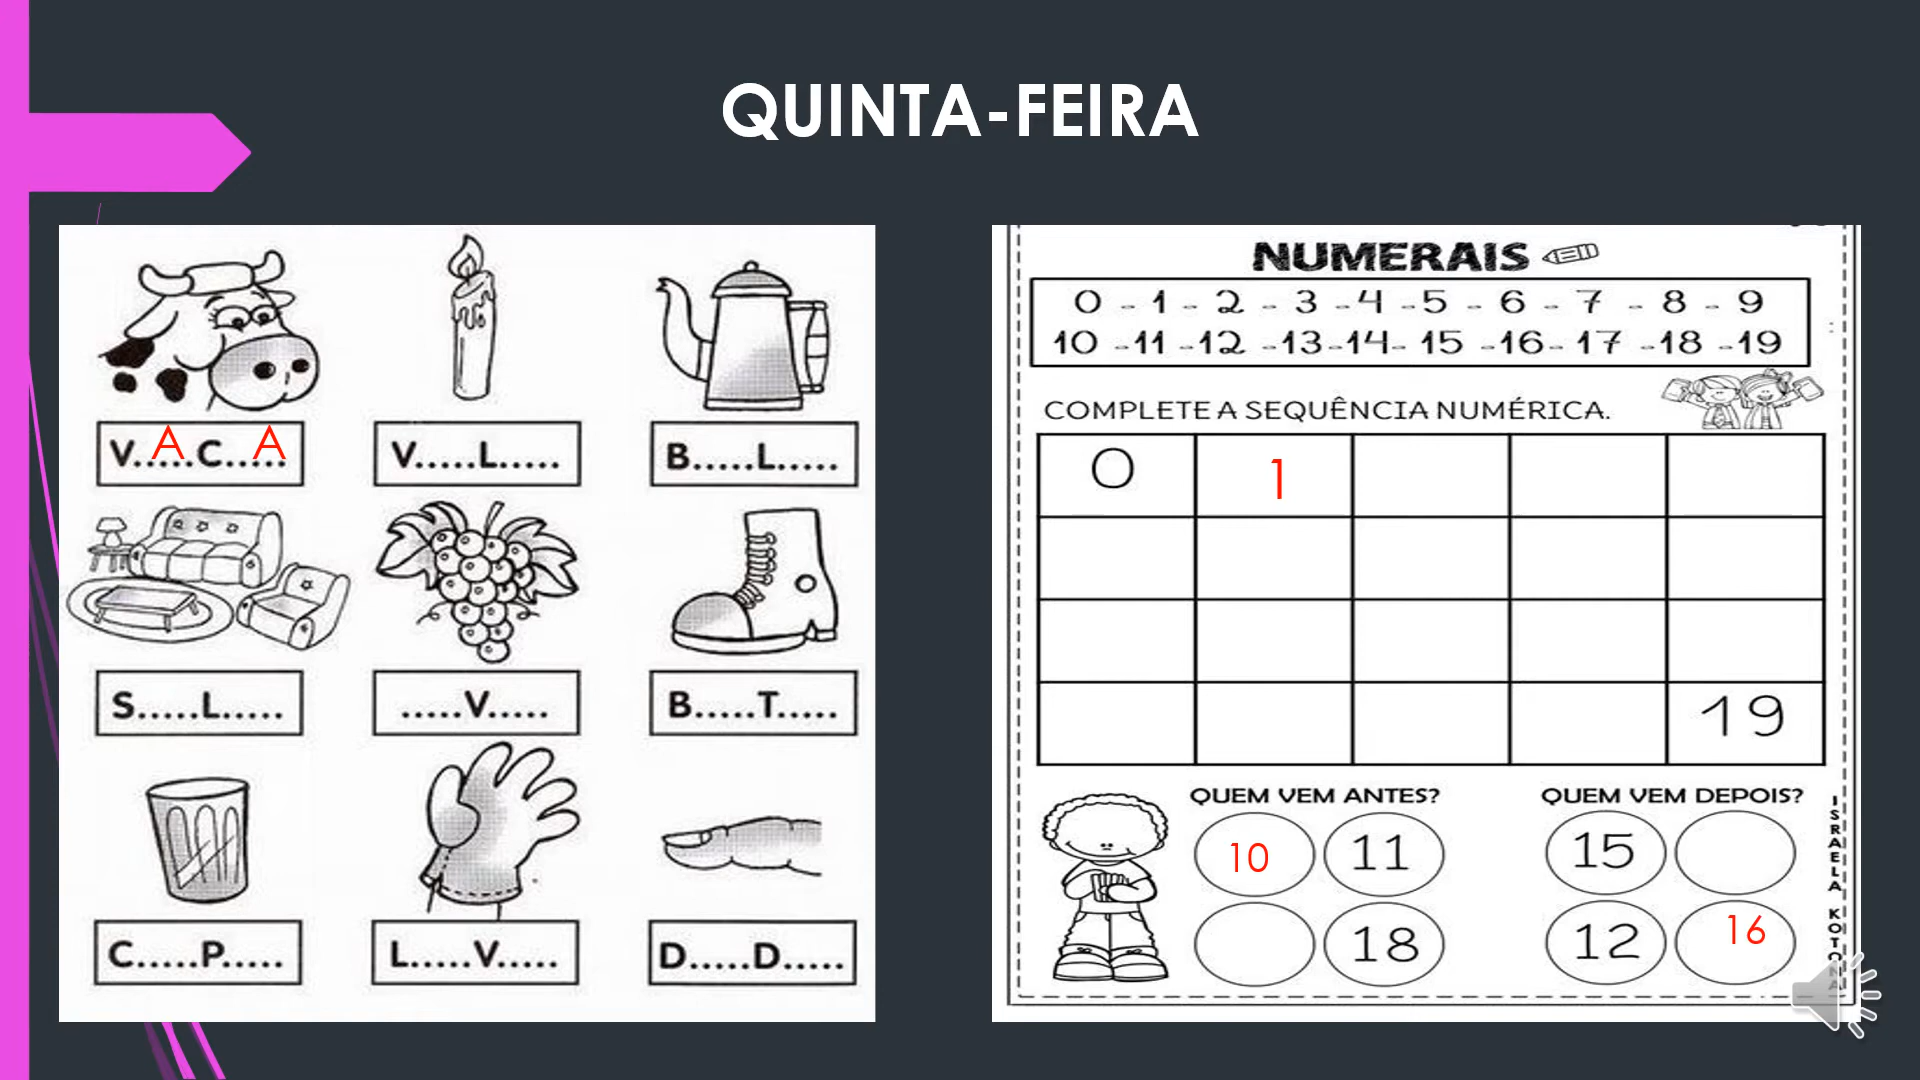 QUINTA-FEIRA
V.....C.....
A A
V.....L.....
B.....L.....
S.....L.....
.....V.....
B.....T.....
C.....P.....
L.....V.....
D.....D.....
NUMERAIS
0 - 1 - 2 - 3 - 4 - 5 - 6 - 7 - 8 - 9
10 - 11 - 12 - 13 - 14 - 15 - 16 - 17 - 18 - 19
COMPLETE A SEQUÊNCIA NUMÉRICA.
0 1
19
QUEM VEM ANTES?
10 11
18
QUEM VEM DEPOIS?
15
12 16
ISRAELA